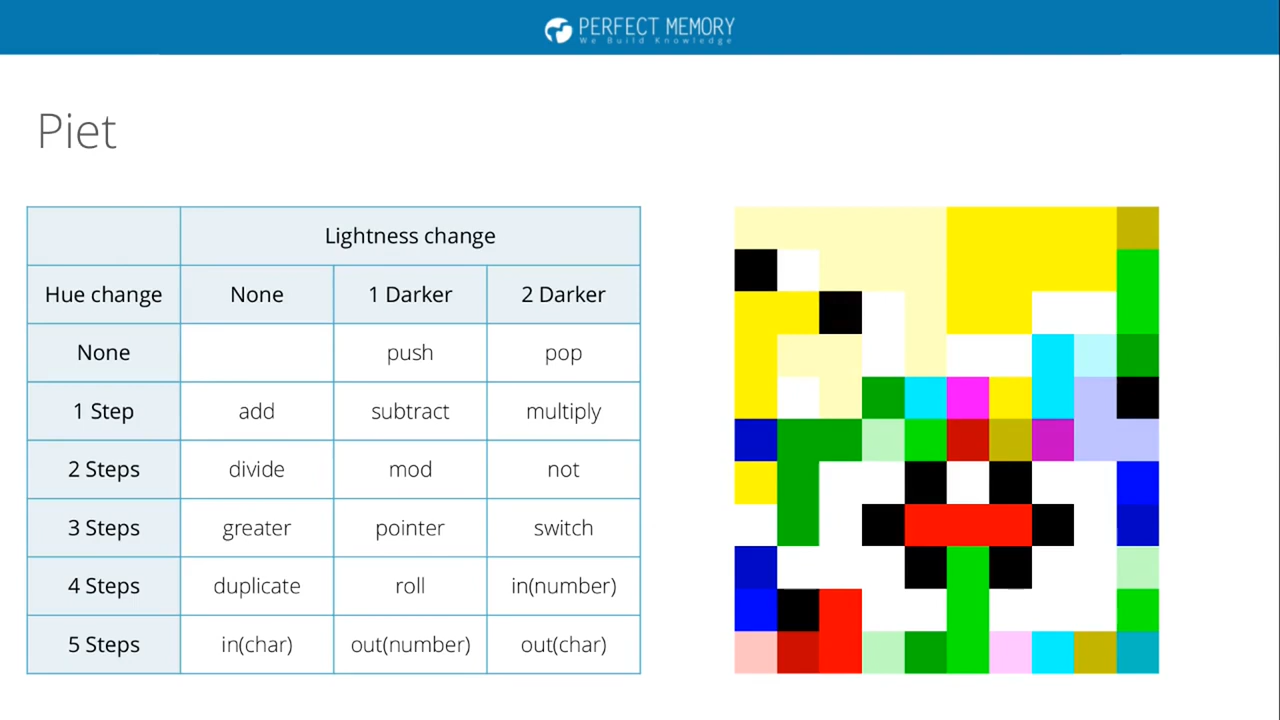 PERFECT MEMORY
We Build Knowledge
Piet
Lightness change
Hue change None 1 Darker 2 Darker
None push pop
1 Step add subtract multiply
2 Steps divide mod not
3 Steps greater pointer switch
4 Steps duplicate roll in(number)
5 Steps in(char) out(number) out(char)